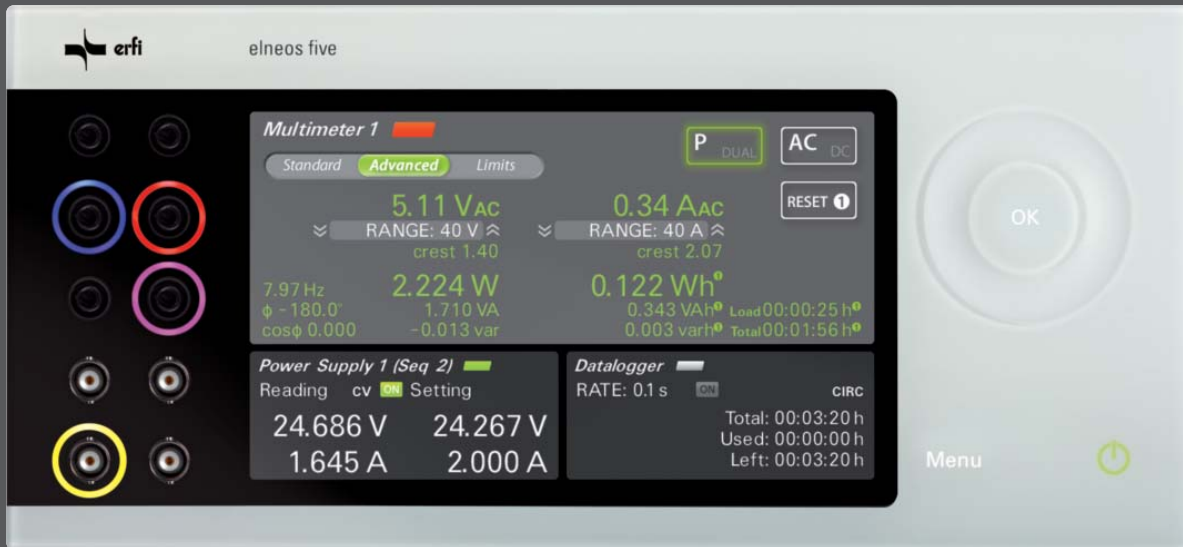 erfi
elneos five
Multimeter 1
Standard Advanced Limits
P DUAL
AC DC
RESET 1
5.11 VAC
0.34 AAC
RANGE: 40 V
RANGE: 40 A
crest 1.40
crest 2.07
7.97 Hz
2.224 W
0.122 Wh
φ -180.0°
1.710 VA
0.343 VAh
Load 00:00:25 h
cosφ 0.000
-0.013 var
0.003 varh
Total 00:01:56 h
OK
Power Supply 1 (Seq 2)
Reading cv ON Setting
24.686 V 24.267 V
1.645 A 2.000 A
Datalogger
RATE: 0.1 s ON CIRC
Total: 00:03:20 h
Used: 00:00:00 h
Left: 00:03:20 h
Menu